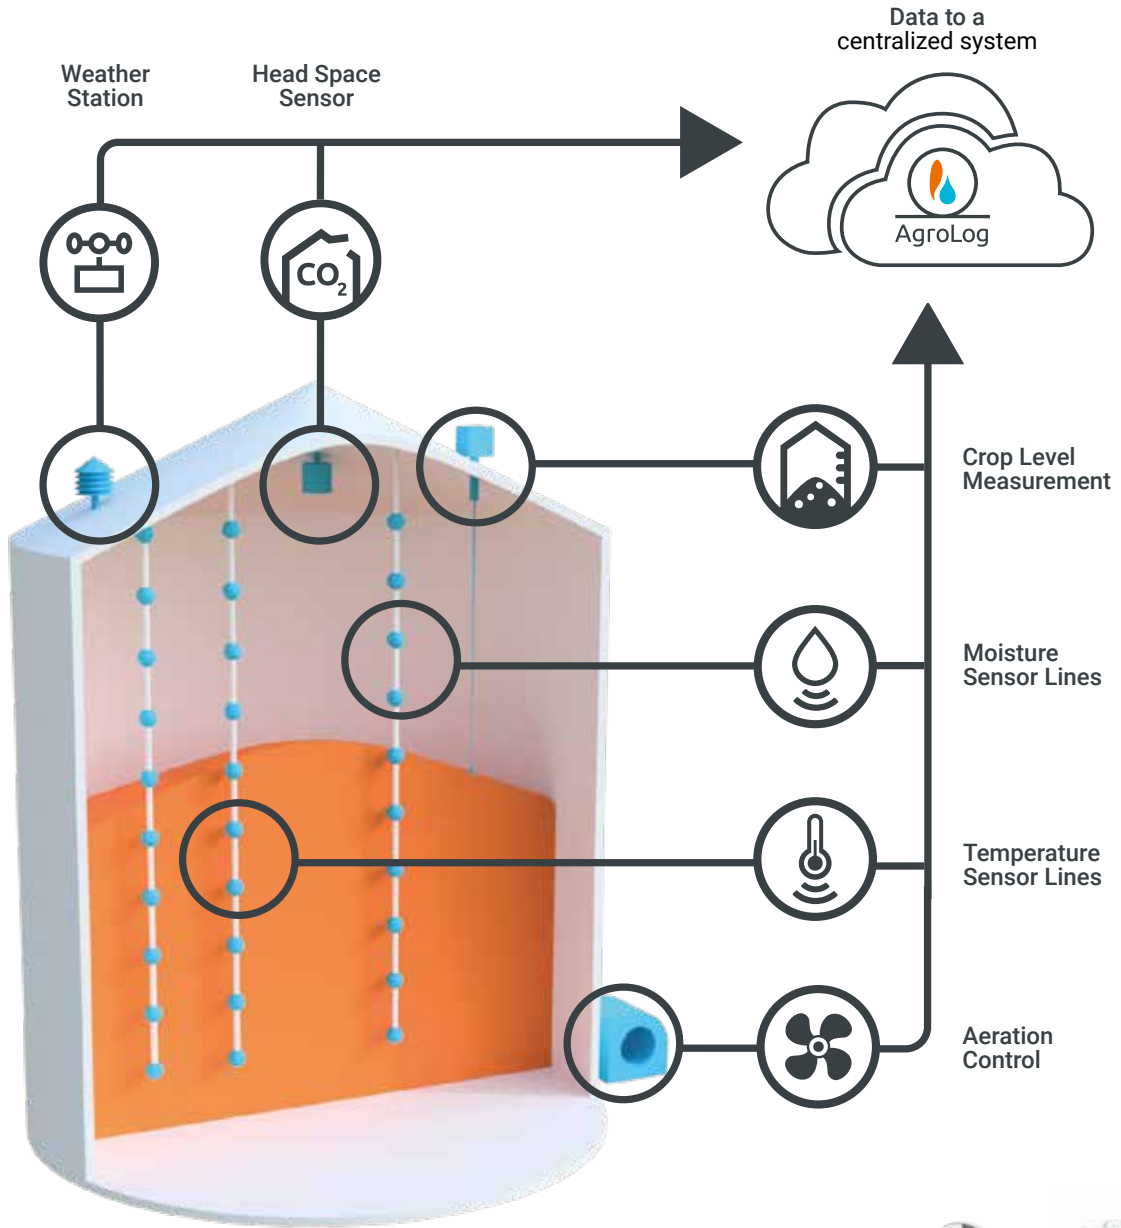 Data to a
centralized system
Weather
Station
Head Space
Sensor
CO2
AgroLog
Crop Level
Measurement
Moisture
Sensor Lines
Temperature
Sensor Lines
Aeration
Control